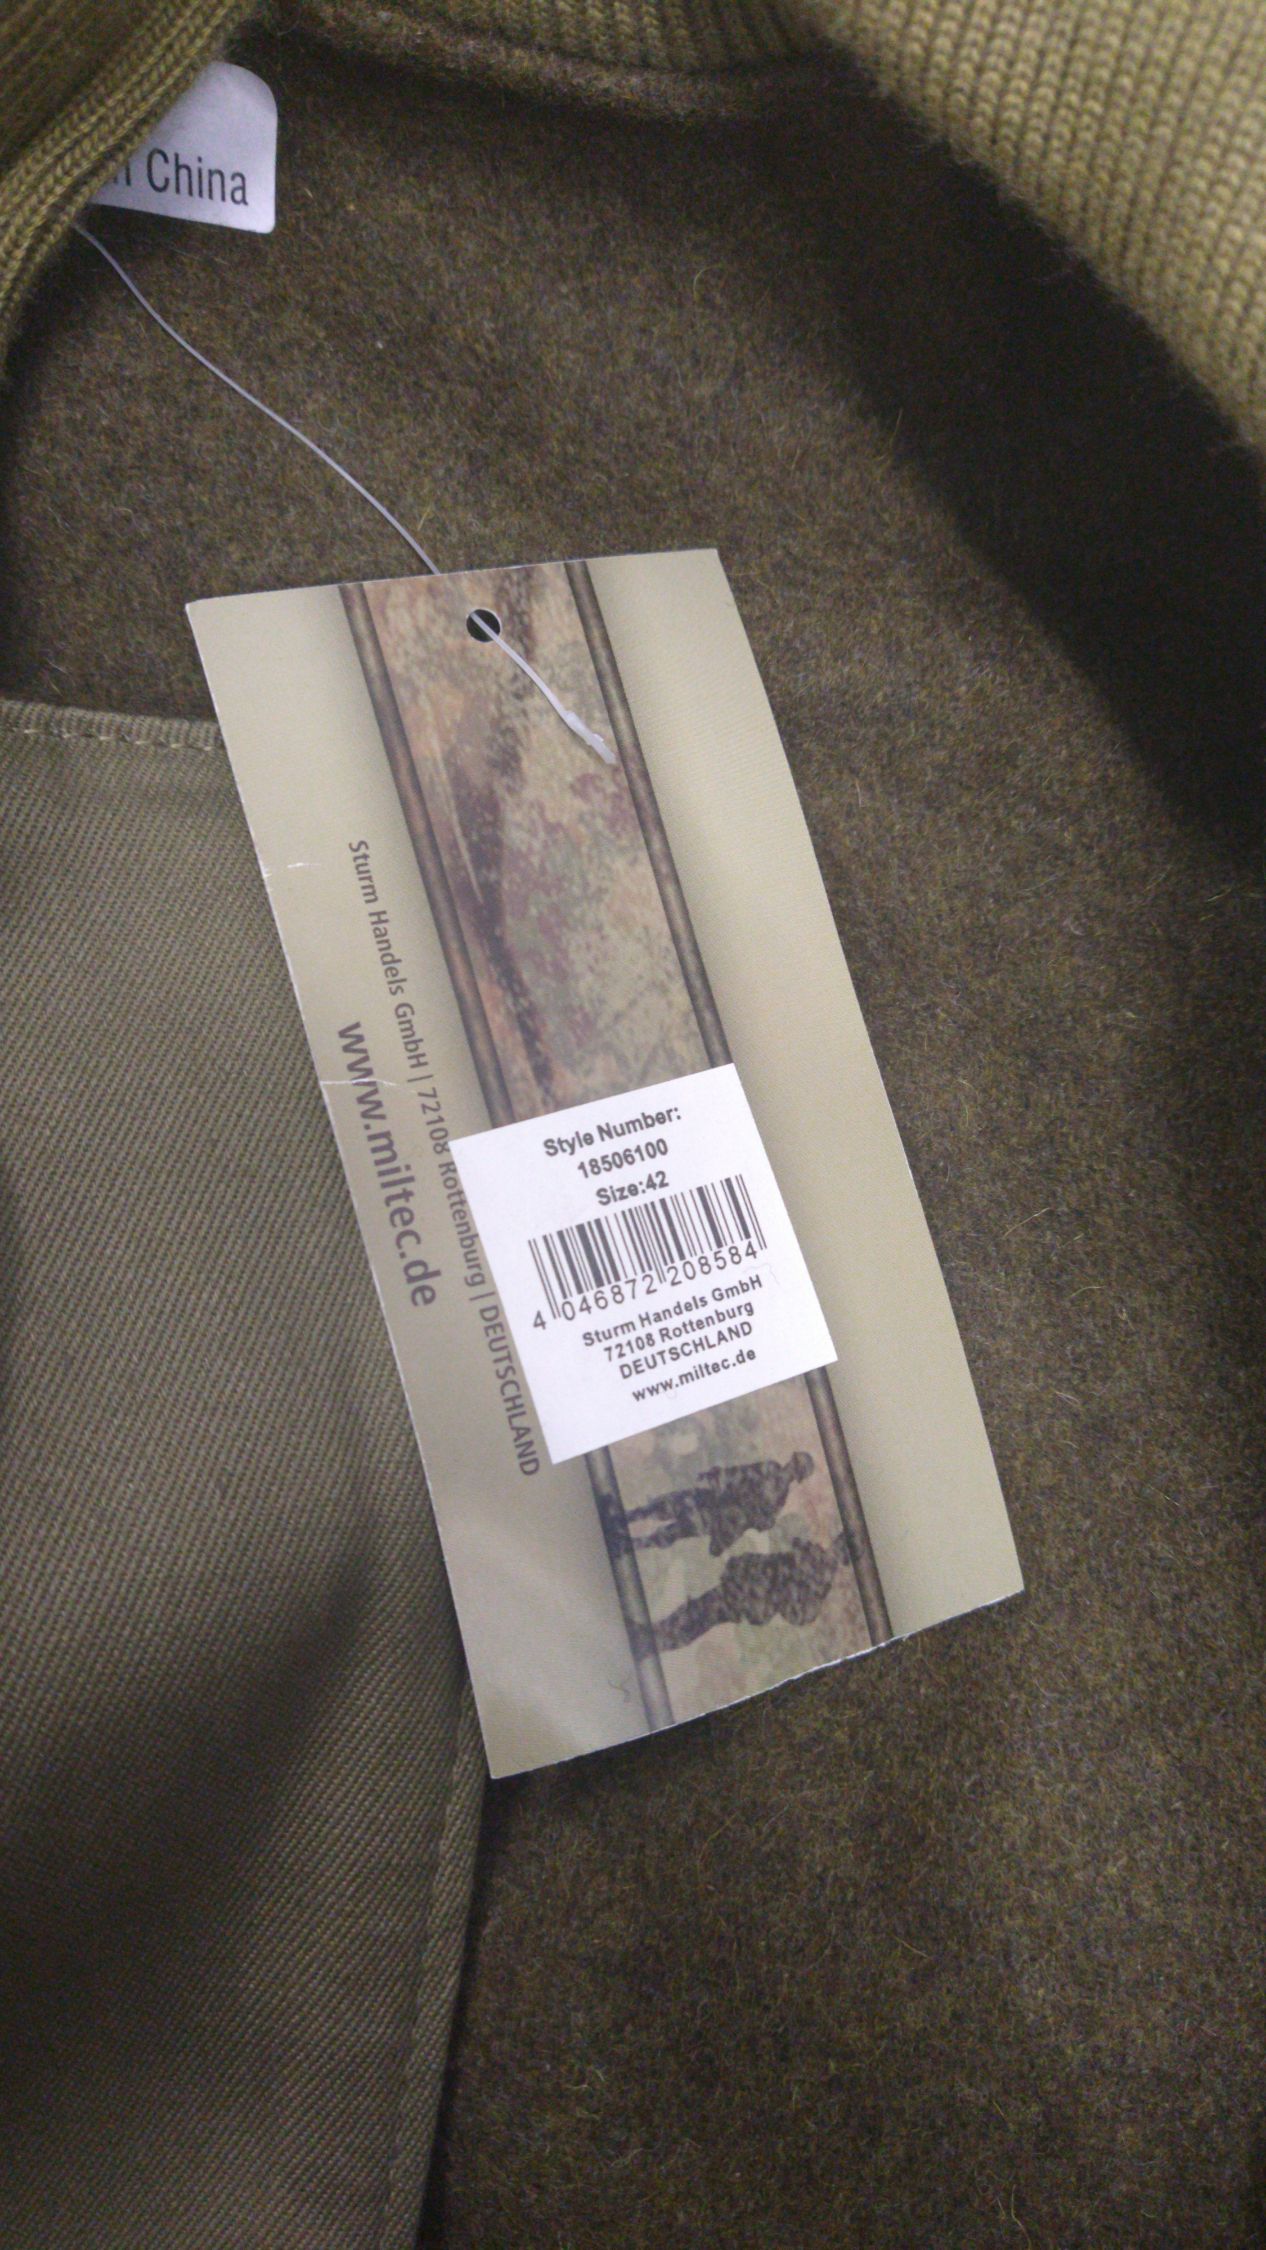 China
Sturm Handels GmbH | 72108 Rottenburg | DEUTSCHLAND
www.miltec.de
Style Number:
18506100
Size:42
4 046872 208584
Sturm Handels GmbH
72108 Rottenburg
DEUTSCHLAND
www.miltec.de